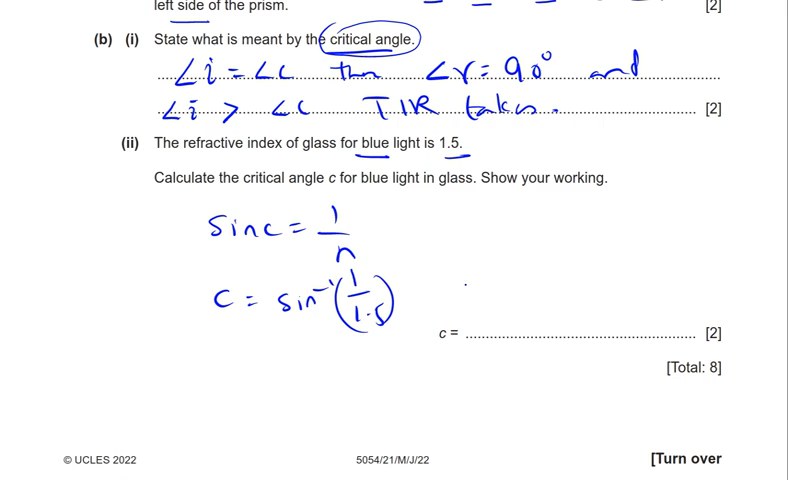 left side of the prism. [2]
(b) (i) State what is meant by the critical angle.
∠i = ∠c then ∠r = 90° and
∠i > ∠c TIR takes. [2]
(ii) The refractive index of glass for blue light is 1.5.
Calculate the critical angle c for blue light in glass. Show your working.
sinc = 1/n
c = sin⁻¹(1/1.5)
c = ........................................................ [2]
[Total: 8]
© UCLES 2022 5054/21/M/J/22 [Turn over